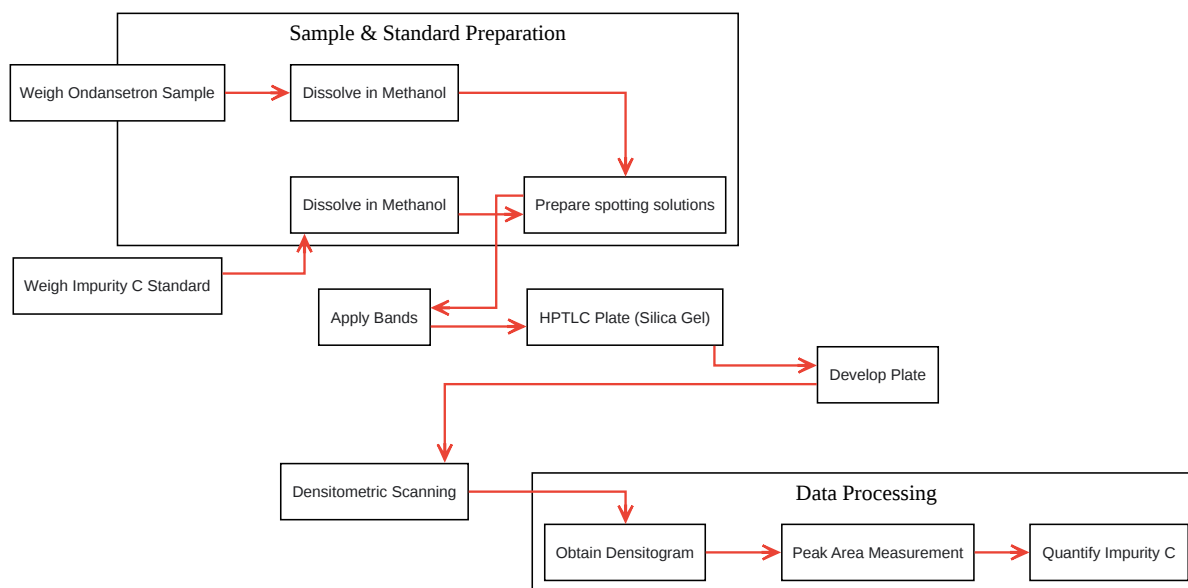 Sample & Standard Preparation
Weigh Ondansetron Sample
Dissolve in Methanol
Dissolve in Methanol
Prepare spotting solutions
Weigh Impurity C Standard
Apply Bands
HPTLC Plate (Silica Gel)
Develop Plate
Densitometric Scanning
Data Processing
Obtain Densitogram
Peak Area Measurement
Quantify Impurity C